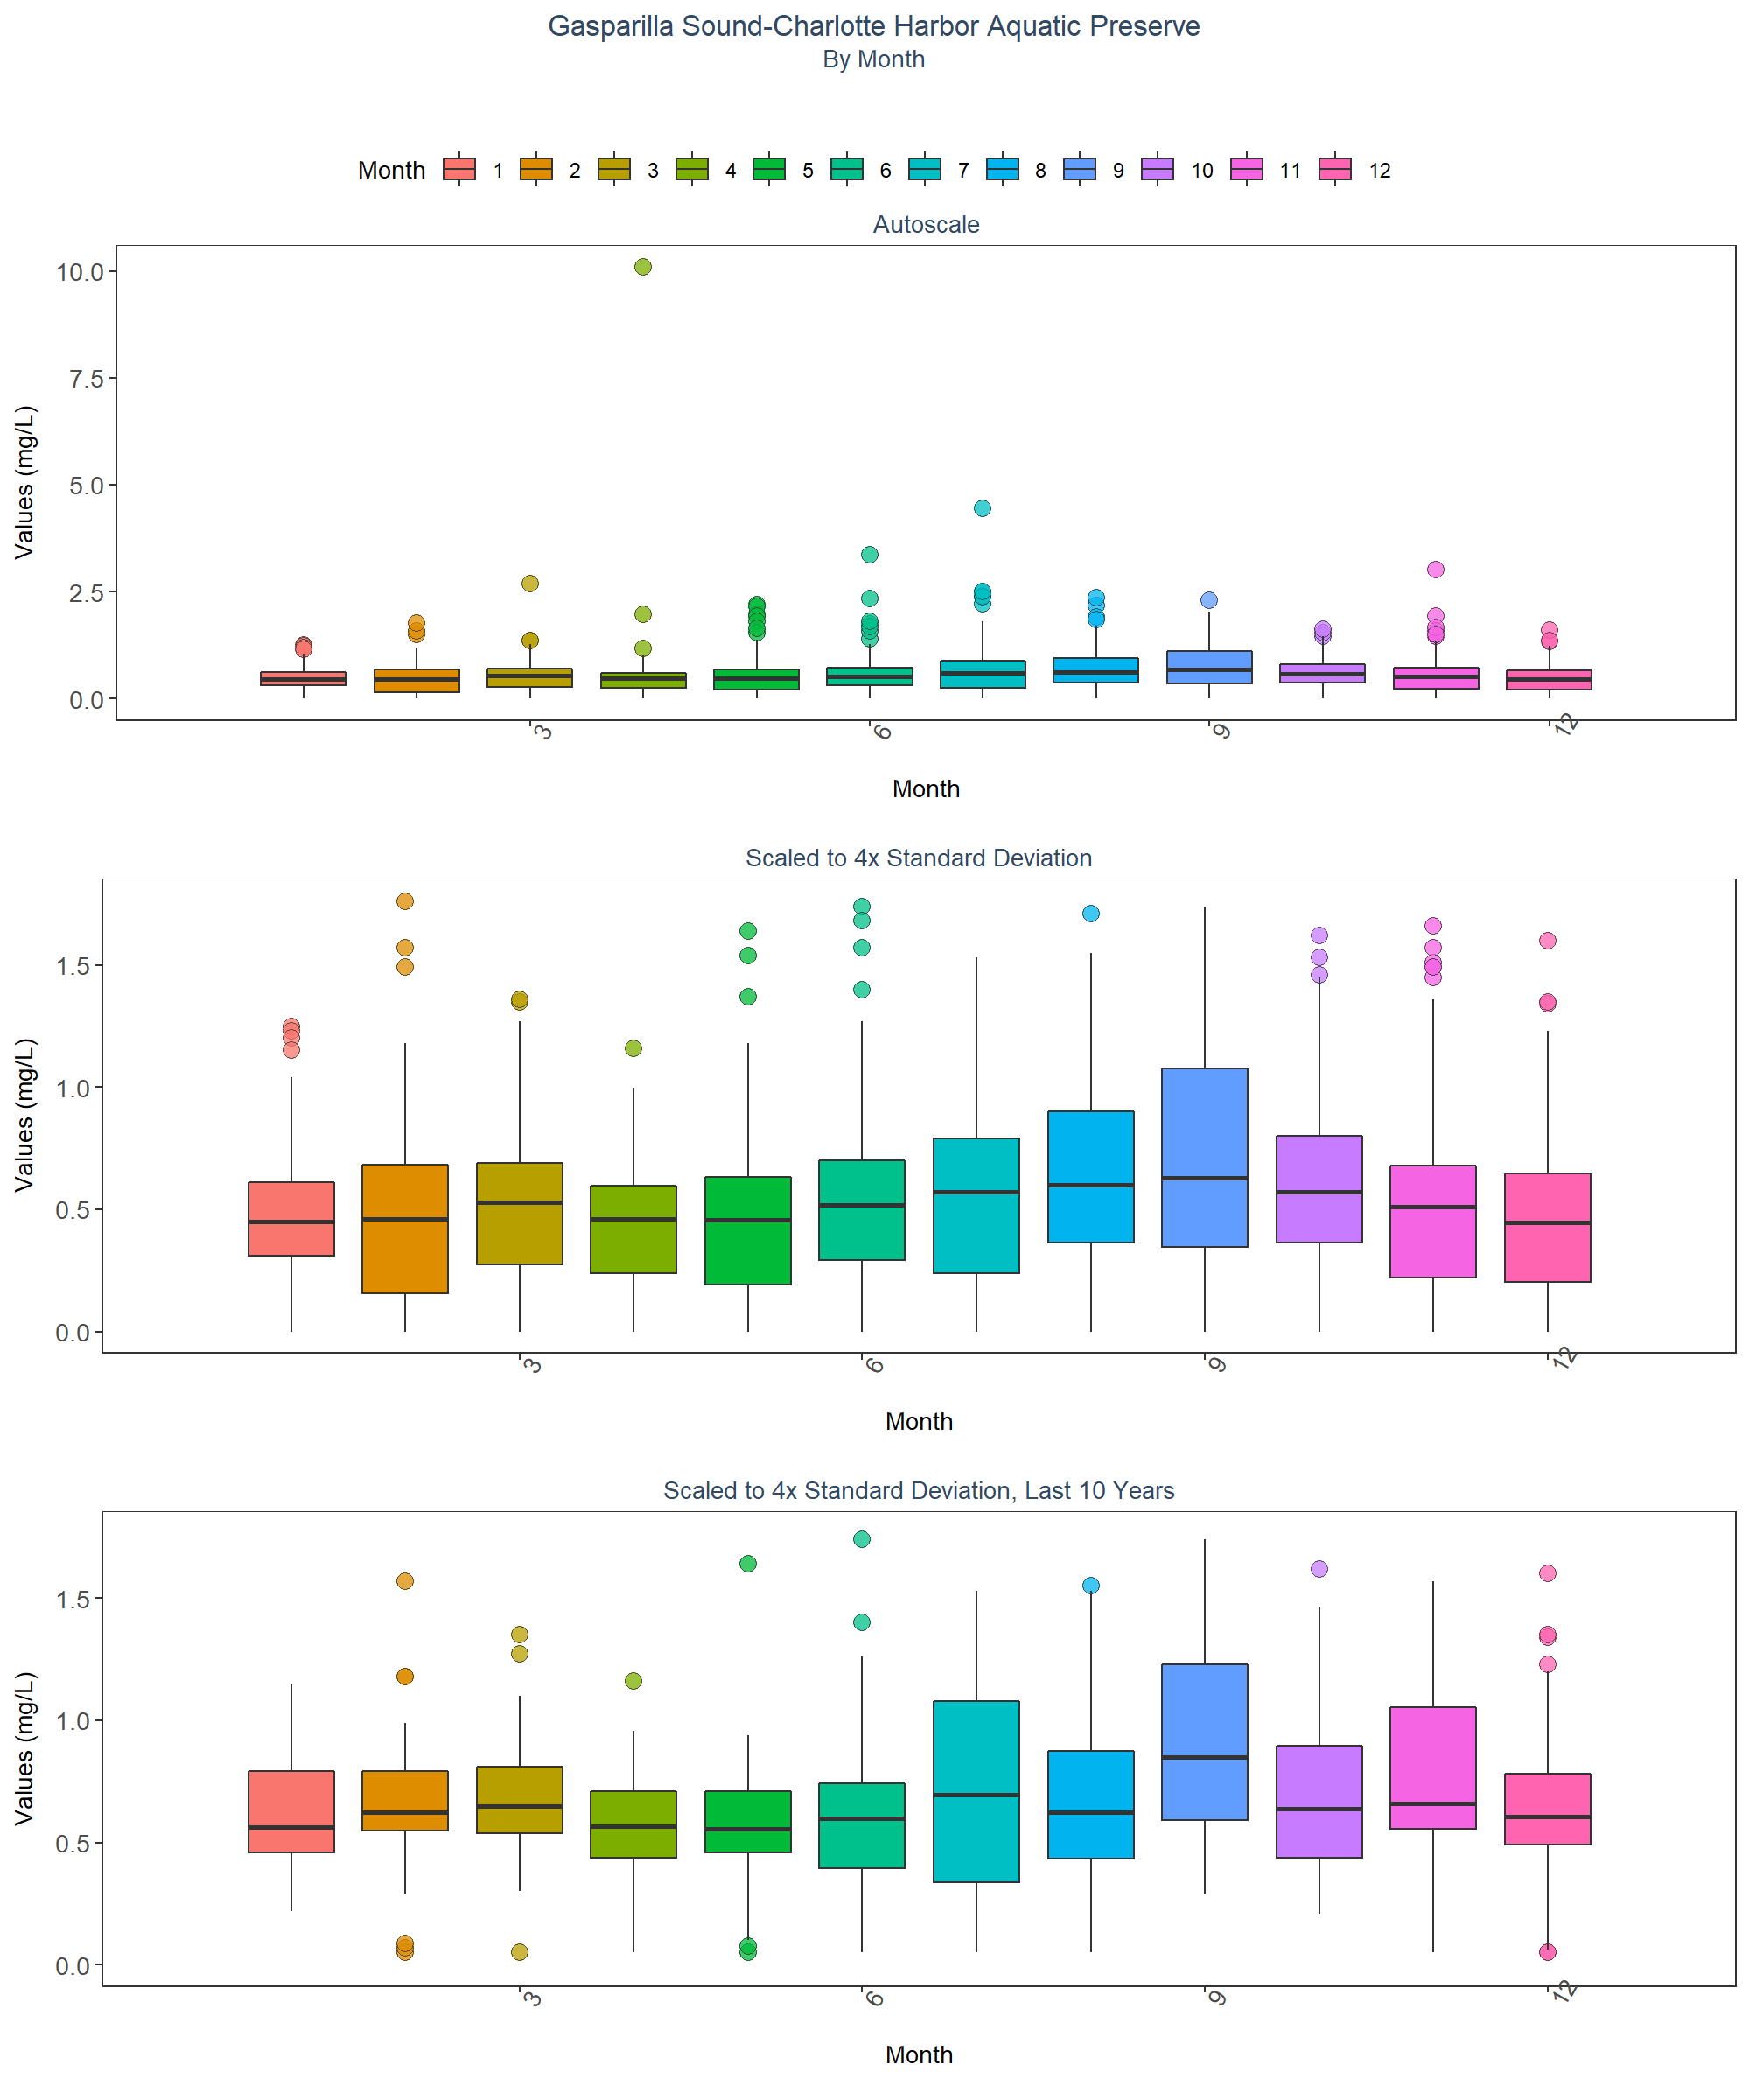 Gasparilla Sound-Charlotte Harbor Aquatic Preserve
By Month
Month 1 2 3 4 5 6 7 8 9 10 11 12
Autoscale
Values (mg/L)
10.0
7.5
5.0
2.5
0.0
3 6 9 12
Month
Scaled to 4x Standard Deviation
Values (mg/L)
1.5
1.0
0.5
0.0
3 6 9 12
Month
Scaled to 4x Standard Deviation, Last 10 Years
Values (mg/L)
1.5
1.0
0.5
0.0
3 6 9 12
Month